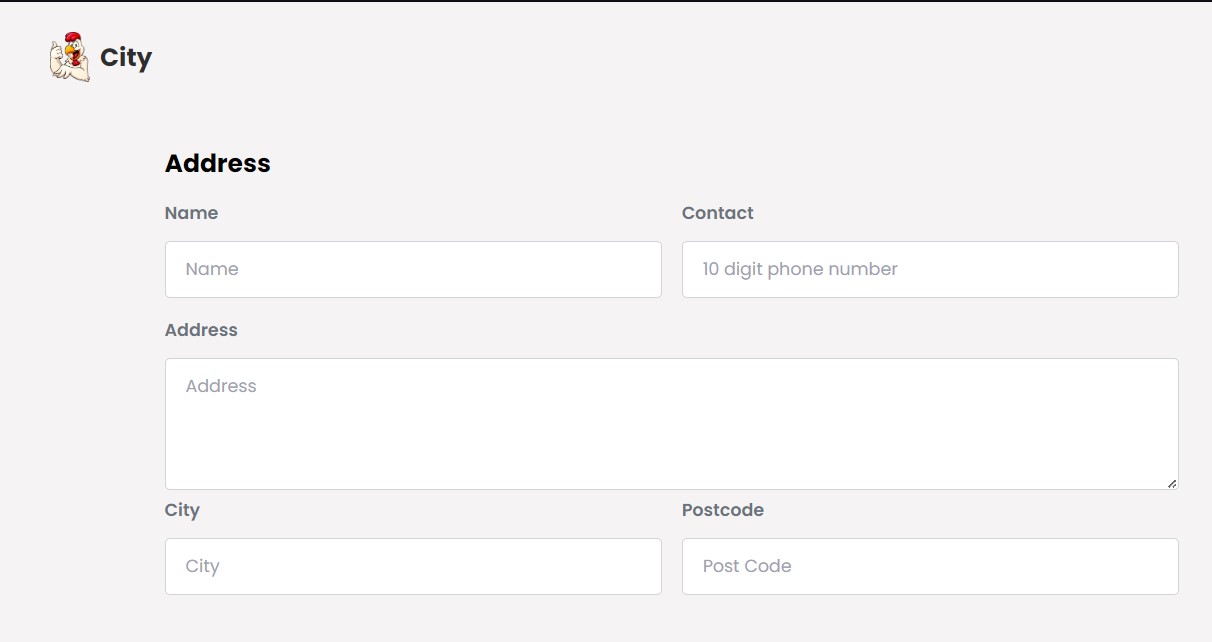 City
Address
Name
Contact
Name
10 digit phone number
Address
Address
City
Postcode
City
Post Code